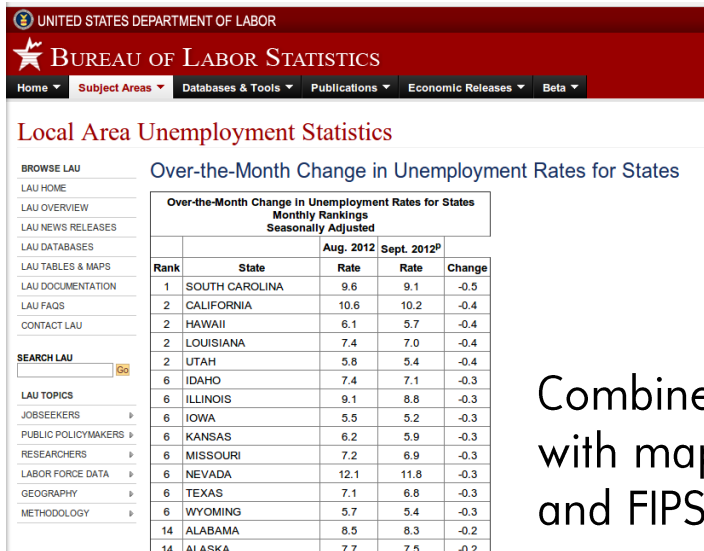 UNITED STATES DEPARTMENT OF LABOR
BUREAU OF LABOR STATISTICS
Home Subject Areas Databases & Tools Publications Economic Releases Beta
Local Area Unemployment Statistics
BROWSE LAU
LAU HOME
LAU OVERVIEW
LAU NEWS RELEASES
LAU DATABASES
LAU TABLES & MAPS
LAU DOCUMENTATION
LAU FAQS
CONTACT LAU
SEARCH LAU
Go
LAU TOPICS
JOBSEEKERS
PUBLIC POLICYMAKERS
RESEARCHERS
LABOR FORCE DATA
GEOGRAPHY
METHODOLOGY
Over-the-Month Change in Unemployment Rates for States
Over-the-Month Change in Unemployment Rates for States
Monthly Rankings
Seasonally Adjusted
Aug. 2012 Sept. 2012p
Rank State Rate Rate Change
1 SOUTH CAROLINA 9.6 9.1 -0.5
2 CALIFORNIA 10.6 10.2 -0.4
2 HAWAII 6.1 5.7 -0.4
2 LOUISIANA 7.4 7.0 -0.4
2 UTAH 5.8 5.4 -0.4
6 IDAHO 7.4 7.1 -0.3
6 ILLINOIS 9.1 8.8 -0.3
6 IOWA 5.5 5.2 -0.3
6 KANSAS 6.2 5.9 -0.3
6 MISSOURI 7.2 6.9 -0.3
6 NEVADA 12.1 11.8 -0.3
6 TEXAS 7.1 6.8 -0.3
6 WYOMING 5.7 5.4 -0.3
14 ALABAMA 8.5 8.3 -0.2
14 ALASKA 7.7 7.5 -0.2
Combine
with map
and FIPS